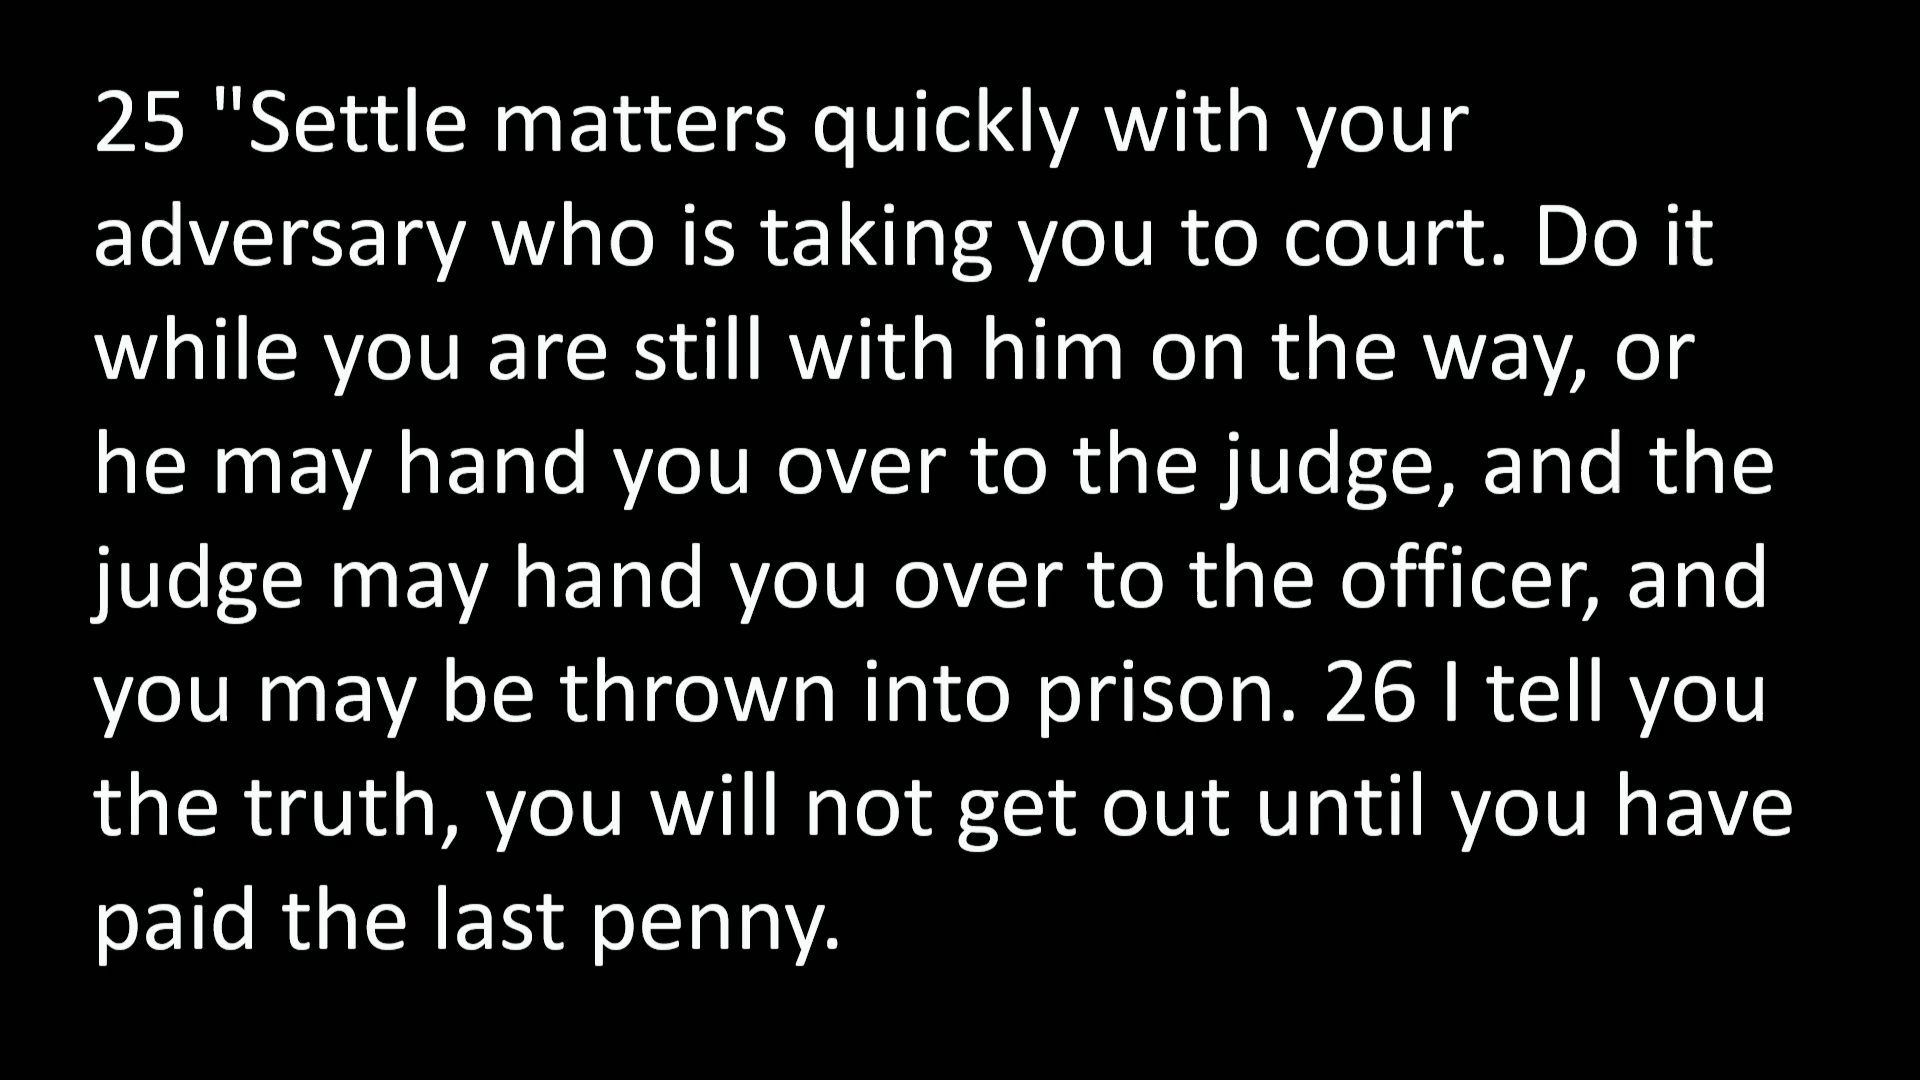 25 "Settle matters quickly with your
adversary who is taking you to court. Do it
while you are still with him on the way, or
he may hand you over to the judge, and the
judge may hand you over to the officer, and
you may be thrown into prison. 26 I tell you
the truth, you will not get out until you have
paid the last penny.